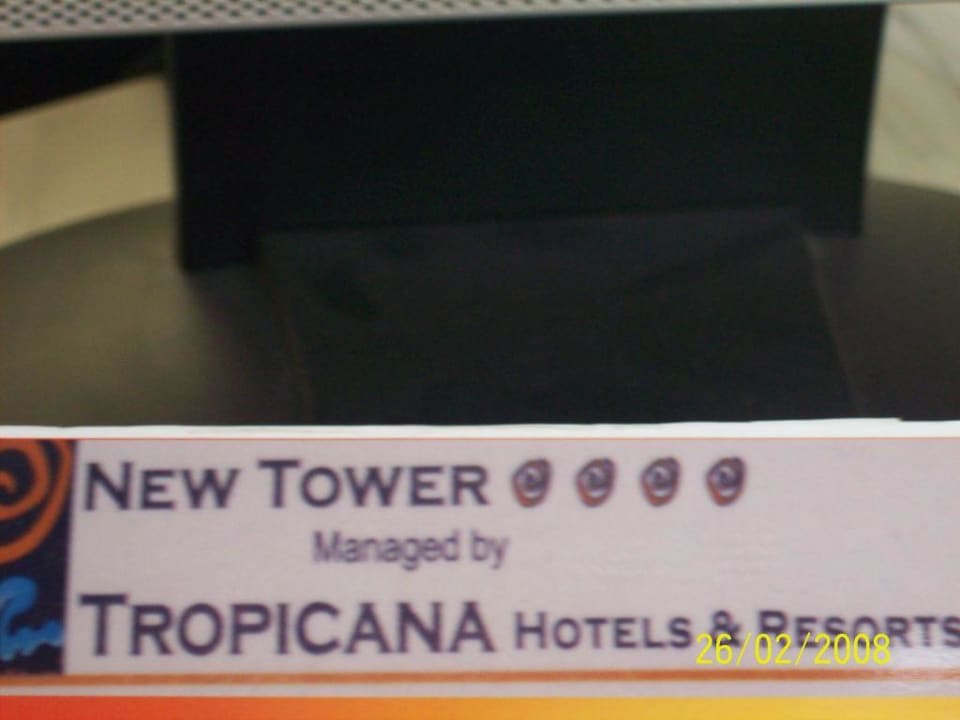 NEW TOWER
Managed by
TROPICANA HOTELS & RESORTS
26/02/2008